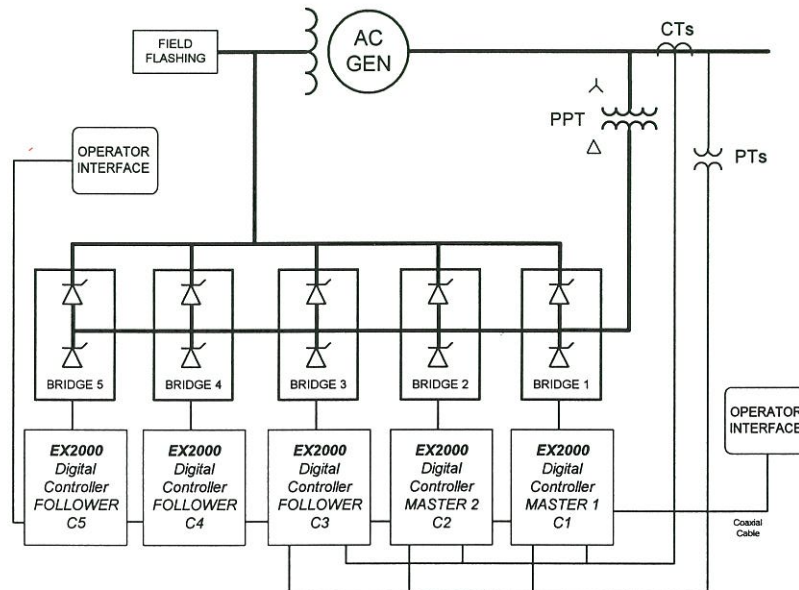 FIELD
FLASHING
AC
GEN
CTs
PPT
PTs
OPERATOR
INTERFACE
BRIDGE 5
BRIDGE 4
BRIDGE 3
BRIDGE 2
BRIDGE 1
OPERATOR
INTERFACE
EX2000
Digital
Controller
FOLLOWER
C5
EX2000
Digital
Controller
FOLLOWER
C4
EX2000
Digital
Controller
FOLLOWER
C3
EX2000
Digital
Controller
MASTER 2
C2
EX2000
Digital
Controller
MASTER 1
C1
Coaxial
Cable